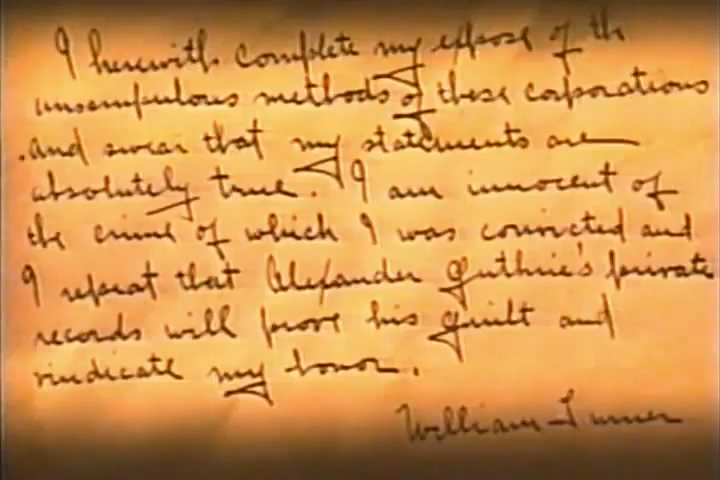 I herewith complete my expose of the
unscrupulous methods of these corporations
and swear that my statements are
absolutely true. I am innocent of
the crime of which I was convicted and
I repeat that Alexander Guthrie's private
records will prove his guilt and
vindicate my honor.
William Turner